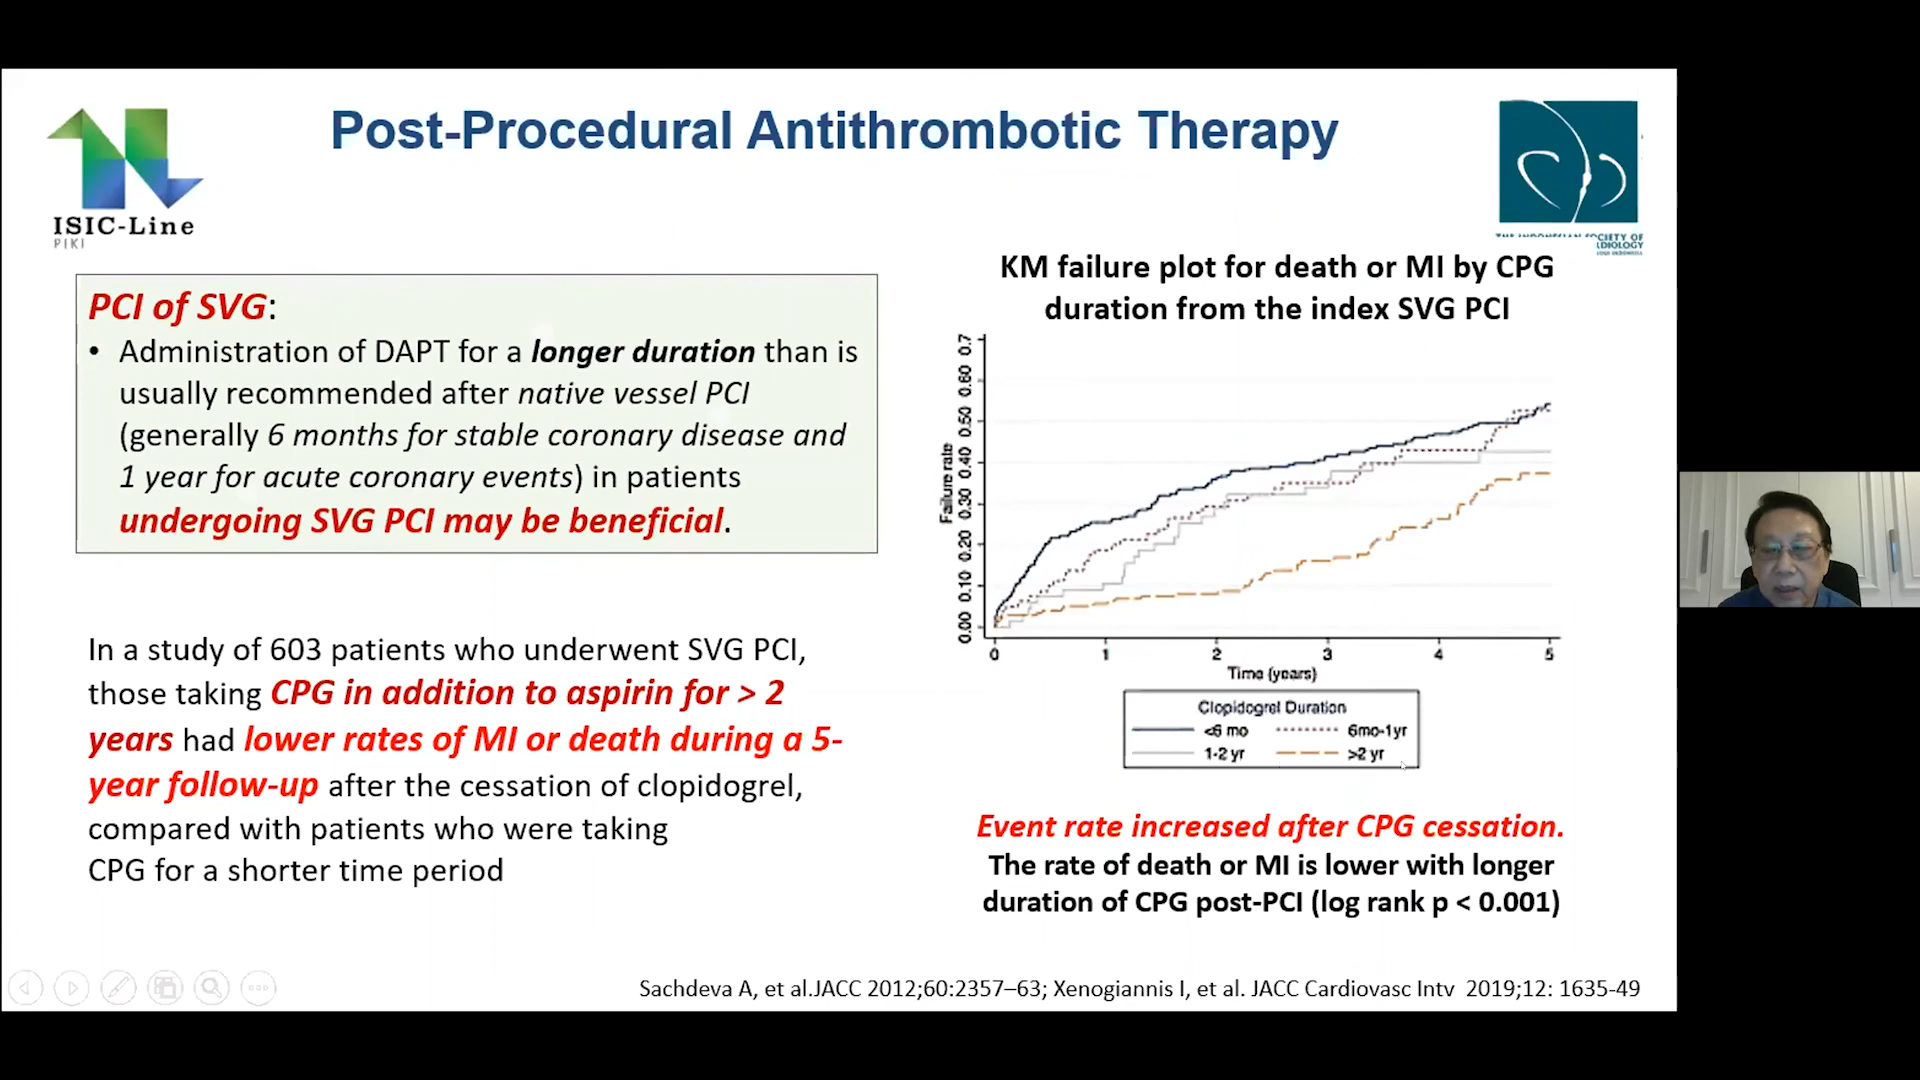 Post-Procedural Antithrombotic Therapy
ISIC-Line
PIKI
PCI of SVG:
• Administration of DAPT for a longer duration than is
usually recommended after native vessel PCI
(generally 6 months for stable coronary disease and
1 year for acute coronary events) in patients
undergoing SVG PCI may be beneficial.
In a study of 603 patients who underwent SVG PCI,
those taking CPG in addition to aspirin for > 2
years had lower rates of MI or death during a 5-
year follow-up after the cessation of clopidogrel,
compared with patients who were taking
CPG for a shorter time period
KM failure plot for death or MI by CPG
duration from the index SVG PCI
Failure rate
0.7
0.60
0.50
0.40
0.30
0.20
0.10
0.00
0 1 2 3 4 5
Time (years)
Clopidogrel Duration
<6 mo 6mo-1yr
1-2 yr >2 yr
Event rate increased after CPG cessation.
The rate of death or MI is lower with longer
duration of CPG post-PCI (log rank p < 0.001)
Sachdeva A, et al.JACC 2012;60:2357–63; Xenogiannis I, et al. JACC Cardiovasc Intv 2019;12: 1635-49